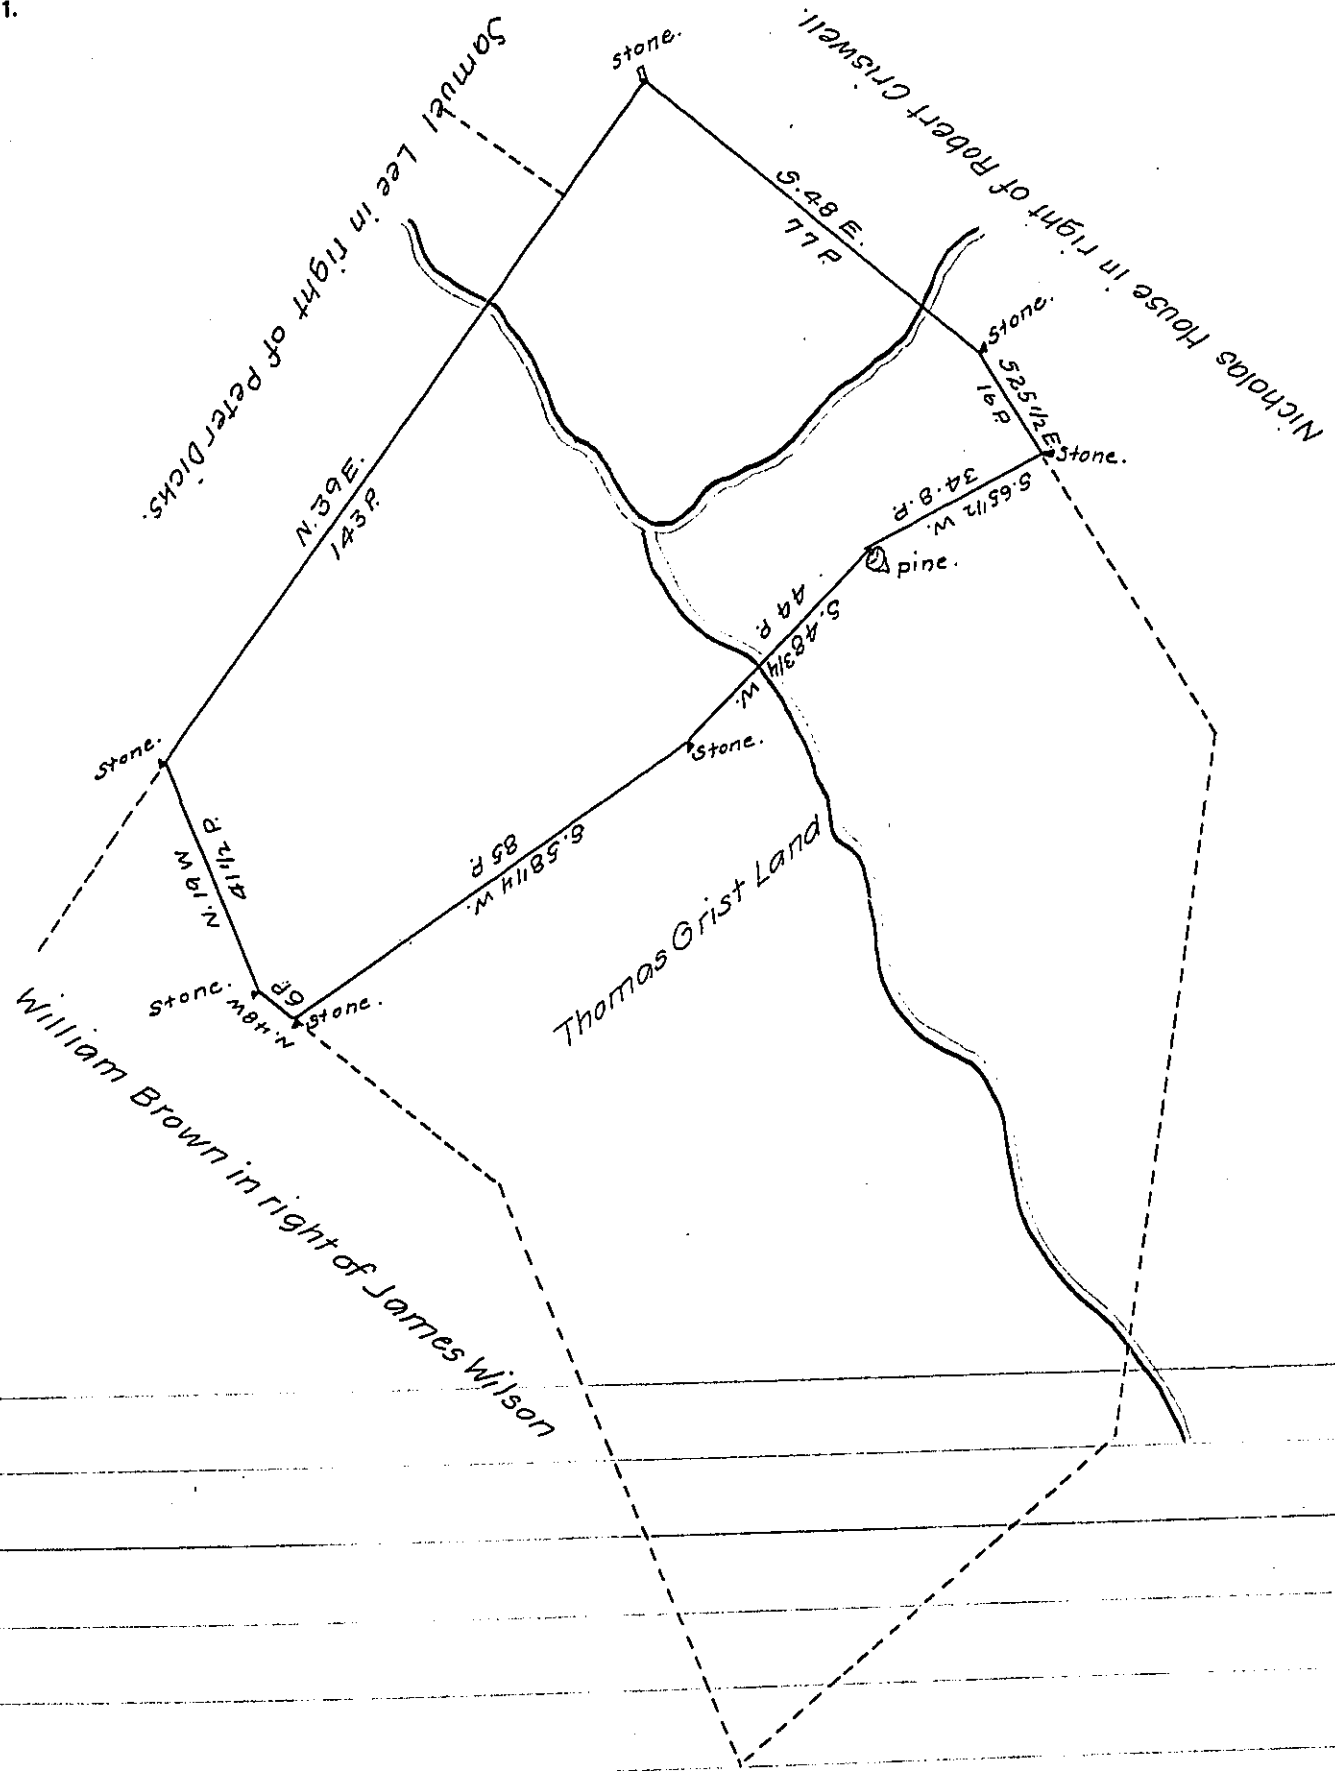 1.
Samuel Lee in right of Peter Dicks.
stone.
Nicholas House in right of Robert Criswell.
S.48 E.
77 P.
Stone.
S25 1/2 E.
16 P.
Stone.
34.8.P.
S.65 1/2 W.
pine.
44 P.
S.48 3/4 W.
Stone.
N.39 E.
143 P.
Stone.
85 P.
S.58 1/4 W.
41 1/2 P.
N.19 W
Stone.
6P.
N.48W
Stone.
Thomas Grist Land
William Brown in right of James Wilson